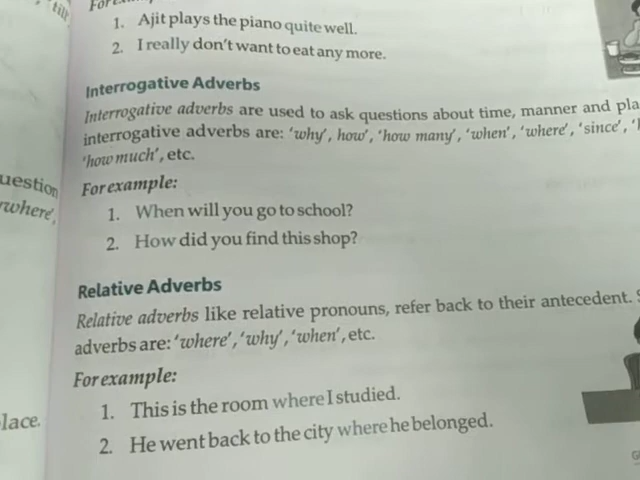 1. Ajit plays the piano quite well.
2. I really don't want to eat any more.
Interrogative Adverbs
Interrogative adverbs are used to ask questions about time, manner and
interrogative adverbs are: 'why', how', 'how many', 'when', 'where', 'since',
'how much', etc.
For example:
1. When will you go to school?
2. How did you find this shop?
Relative Adverbs
Relative adverbs like relative pronouns, refer back to their antecedent.
adverbs are: 'where', 'why', 'when', etc.
For example:
1. This is the room where I studied.
2. He went back to the city where he belonged.